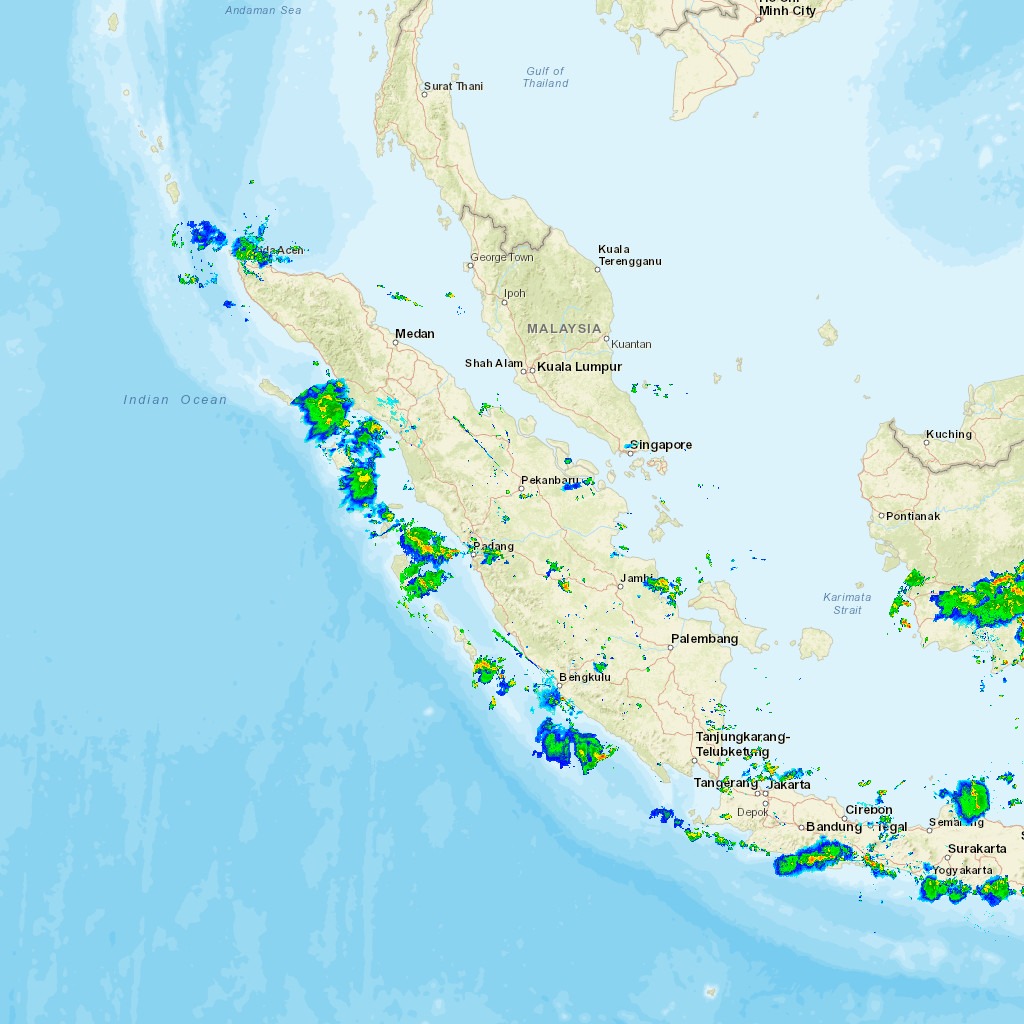 Andaman Sea
Minh City
Gulf of
Thailand
Surat Thani
Kuala
Terengganu
George Town
Ipoh
MALAYSIA
Kuantan
Medan
Shah Alam
Kuala Lumpur
Indian Ocean
Singapore
Kuching
Pekanbaru
Pontianak
Padang
Jambi
Karimata
Strait
Palembang
Bengkulu
Tanjungkarang-
Telubketung
Tangerang
Jakarta
Depok
Cirebon
Bandung
Tegal
Semarang
Surakarta
Yogyakarta